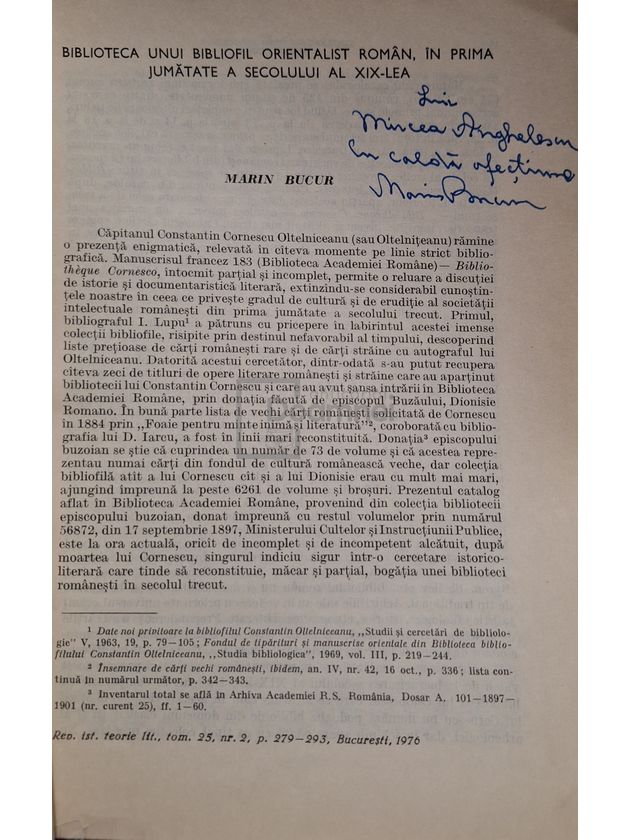 BIBLIOTECA UNUI BIBLIOFIL ORIENTALIST ROMÂN, ÎN PRIMA
JUMĂTATE A SECOLULUI AL XIX-LEA
Lui
Mircea Anghelescu
cu caldă afecțiune
Marin Bucur
MARIN BUCUR
Căpitanul Constantin Cornescu Oltelniceanu (sau Oltelnițeanu) rămîne
o prezență enigmatică, relevată în cîteva momente pe linie strict biblio-
grafică. Manuscrisul francez 183 (Biblioteca Academiei Române)— Biblio-
thèque Cornesco, întocmit parțial și incomplet, permite o reluare a discuției
de istorie și documentaristică literară, extinzîndu-se considerabil cunoștin-
țele noastre în ceea ce privește gradul de cultură și de erudiție al societății
intelectuale românești din prima jumătate a secolului trecut. Primul,
bibliograful I. Lupu¹ a pătruns cu pricepere în labirintul acestei imense
colecții bibliofile, risipite prin destinul nefavorabil al timpului, descoperind
liste prețioase de cărți românești rare și de cărți străine cu autograful lui
Oltelniceanu. Datorită acestui cercetător, dintr-odată s-au putut recupera
cîteva zeci de titluri de opere literare românești și străine care au aparținut
bibliotecii lui Constantin Cornescu și care au avut șansa intrării în Biblioteca
Academiei Române, prin donația făcută de episcopul Buzăului, Dionisie
Romano. În bună parte lista de vechi cărți românești solicitată de Cornescu
în 1884 prin „Foaie pentru minte inimă și literatură”², coroborată cu biblio-
grafia lui D. Iarcu, a fost în linii mari reconstituită. Donația³ episcopului
buzoian se știe că cuprindea un număr de 73 de volume și că acestea repre-
zentau numai cărți din fondul de cultură românească veche, dar colecția
bibliofilă atît a lui Cornescu cît și a lui Dionisie erau cu mult mai mari,
ajungînd împreună la peste 6261 de volume și broșuri. Prezentul catalog
aflat în Biblioteca Academiei Române, provenind din colecția bibliotecii
episcopului buzoian, donat împreună cu restul volumelor prin numărul
56872, din 17 septembrie 1897, Ministerului Cultelor și Instrucțiunii Publice,
este la ora actuală, oricît de incomplet și de incompetent alcătuit, după
moartea lui Cornescu, singurul indiciu sigur într-o cercetare istorico-
literară care tinde să reconstituie, măcar și parțial, bogăția unei biblioteci
românești în secolul trecut.
¹ Date noi privitoare la bibliofilul Constantin Oltelniceanu, „Studii și cercetări de bibliolo-
gie” V, 1963, 19, p. 79—105; Fondul de tipărituri și manuscrise orientale din Biblioteca biblio-
filului Constantin Oltelniceanu, „Studia bibliologica”, 1969, vol. III, p. 219—244.
² Însemnare de cărți vechi românești, ibidem, an. IV, nr. 42, 16 oct., p. 336; lista con-
tinuă în numărul următor, p. 342—343.
³ Inventarul total se află în Arhiva Academiei R.S. România, Dosar A. 101—1897—
1901 (nr. curent 25), ff. 1—60.
Rev. ist. teorie lit., tom. 25, nr. 2, p. 279—293, București, 1976